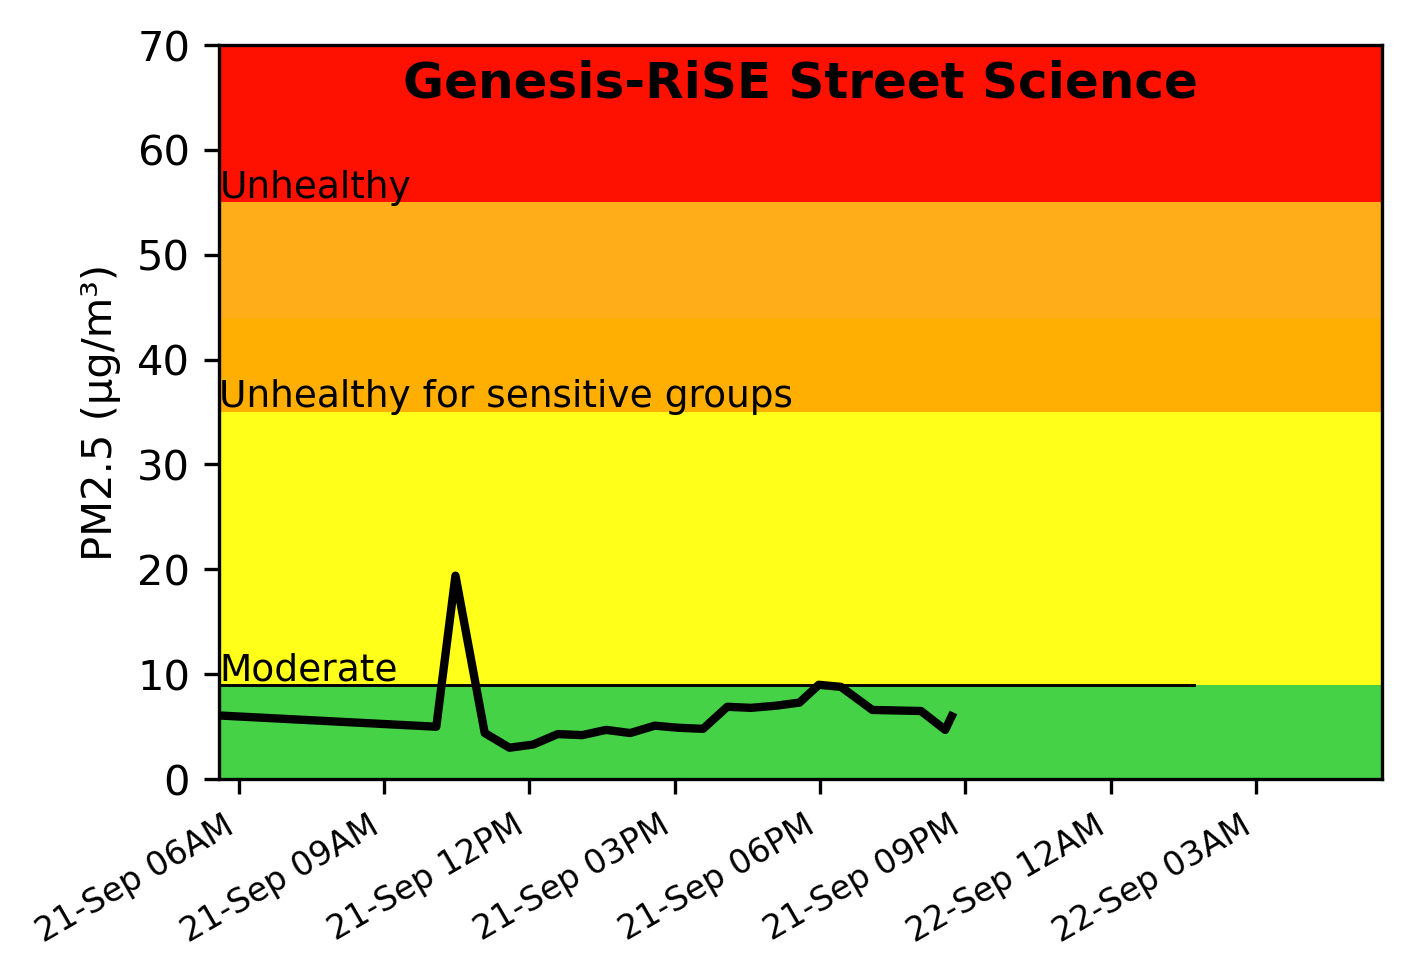 Genesis-RiSE Street Science
70
60
50
40
30
20
10
0
PM2.5 (µg/m³)
Unhealthy
Unhealthy for sensitive groups
Moderate
21-Sep 06AM
21-Sep 09AM
21-Sep 12PM
21-Sep 03PM
21-Sep 06PM
21-Sep 09PM
22-Sep 12AM
22-Sep 03AM